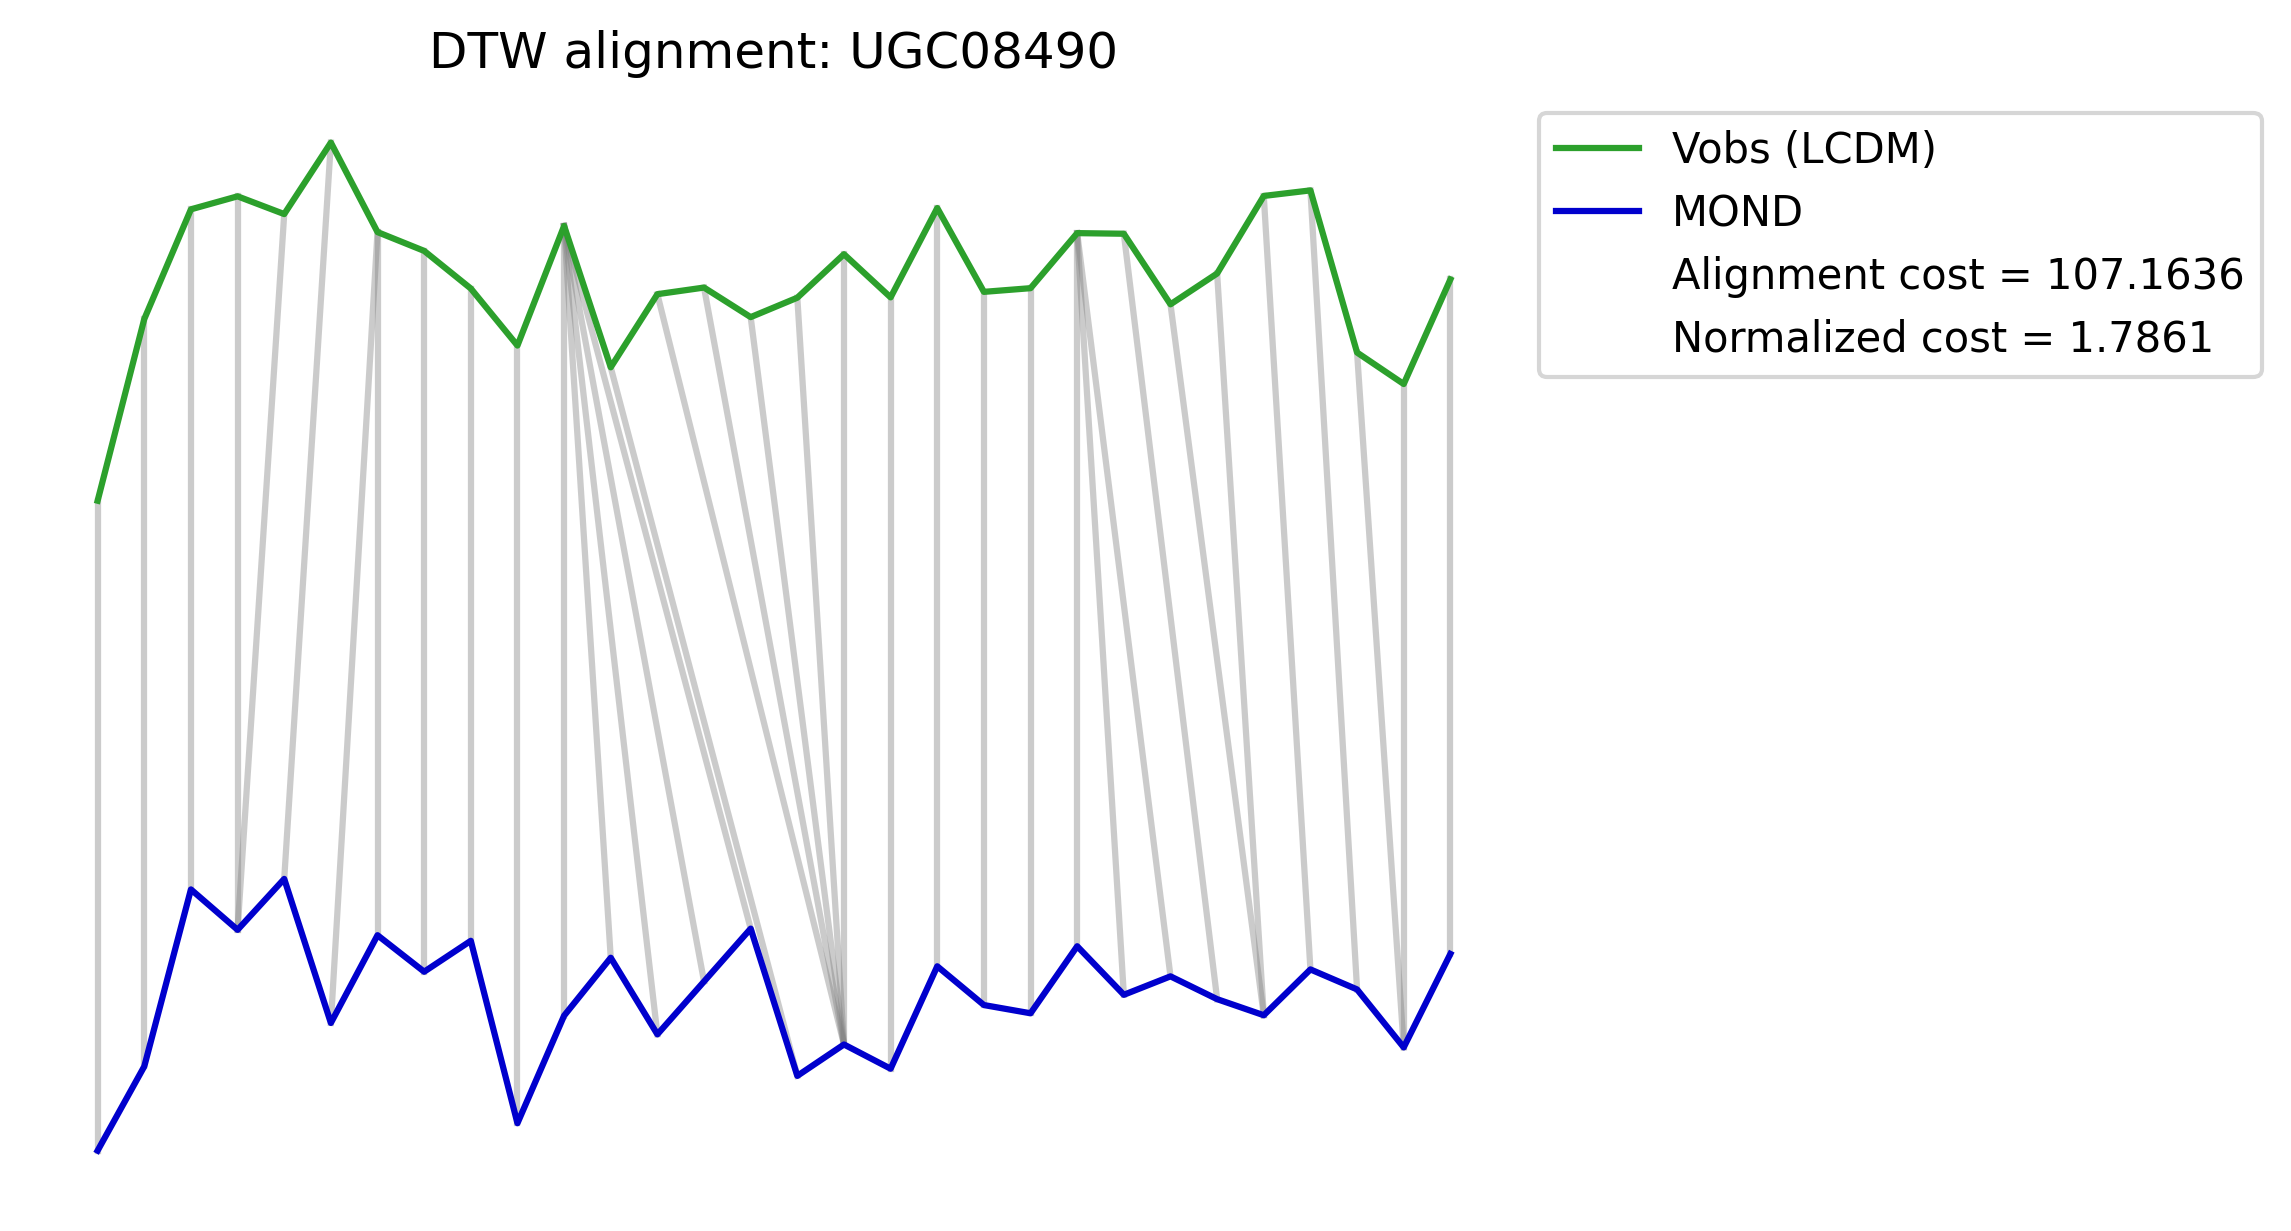 DTW alignment: UGC08490
Vobs (LCDM)
MOND
Alignment cost = 107.1636
Normalized cost = 1.7861